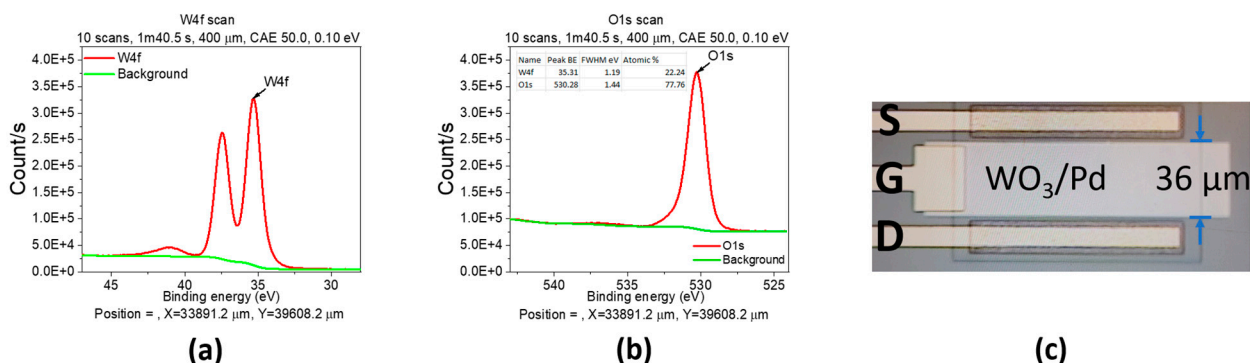 W4f scan
10 scans, 1m40.5 s, 400 μm, CAE 50.0, 0.10 eV
4.0E+5
3.5E+5
3.0E+5
2.5E+5
2.0E+5
1.5E+5
1.0E+5
5.0E+4
0.0E+0
Count/s
W4f
Background
W4f
45 40 35 30
Binding energy (eV)
Position = , X=33891.2 μm, Y=39608.2 μm
(a)
O1s scan
10 scans, 1m40.5 s, 400 μm, CAE 50.0, 0.10 eV
4.0E+5
3.5E+5
3.0E+5
2.5E+5
2.0E+5
1.5E+5
1.0E+5
5.0E+4
0.0E+0
Count/s
Name Peak BE FWHM eV Atomic %
W4f 35.31 1.19 22.24
O1s 530.28 1.44 77.76
O1s
O1s
Background
540 535 530 525
Binding energy (eV)
Position = , X=33891.2 μm, Y=39608.2 μm
(b)
S
G
D
WO₃/Pd
36 μm
(c)